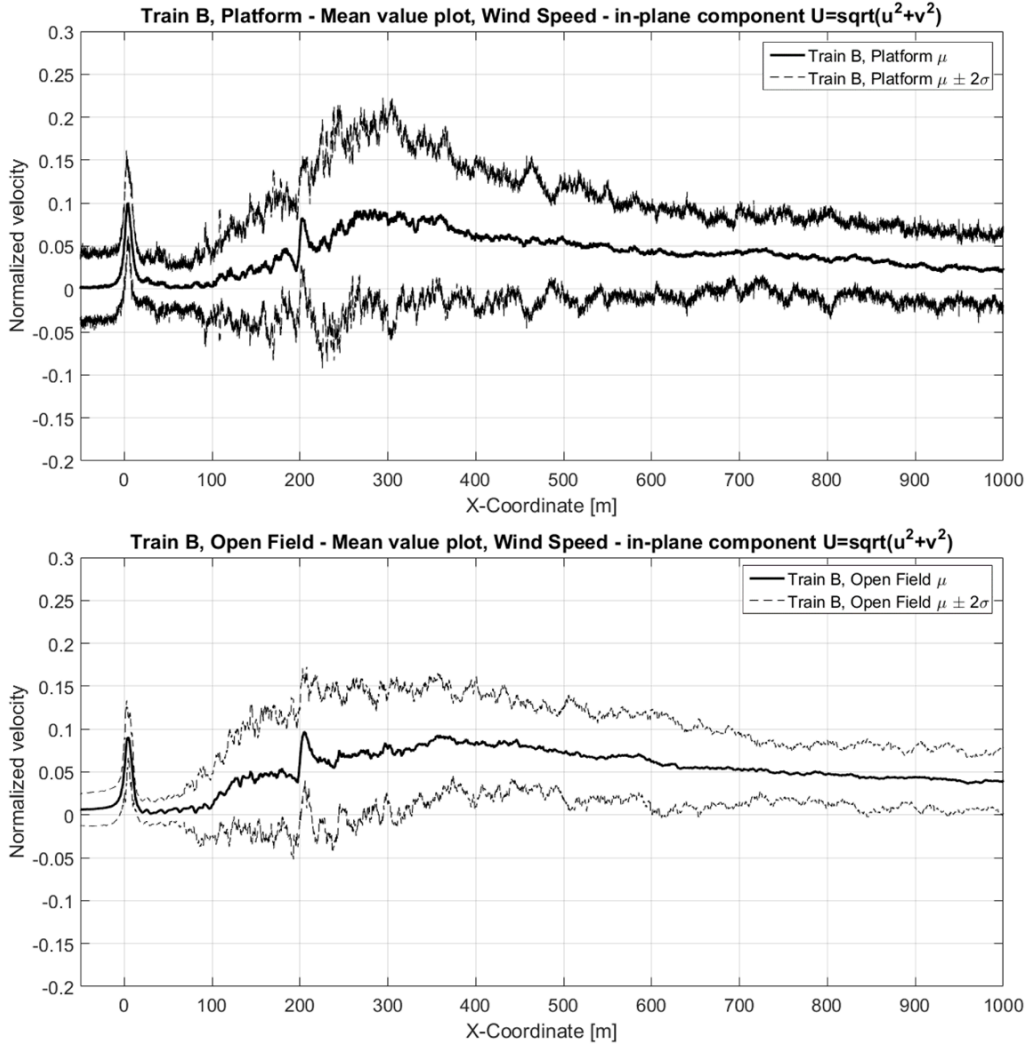 Train B, Platform - Mean value plot, Wind Speed - in-plane component U=sqrt(u²+v²)
Normalized velocity
0.3
0.25
0.2
0.15
0.1
0.05
0
-0.05
-0.1
-0.15
-0.2
Train B, Platform μ
Train B, Platform μ ± 2σ
0 100 200 300 400 500 600 700 800 900 1000
X-Coordinate [m]
Train B, Open Field - Mean value plot, Wind Speed - in-plane component U=sqrt(u²+v²)
Normalized velocity
0.3
0.25
0.2
0.15
0.1
0.05
0
-0.05
-0.1
-0.15
-0.2
Train B, Open Field μ
Train B, Open Field μ ± 2σ
0 100 200 300 400 500 600 700 800 900 1000
X-Coordinate [m]